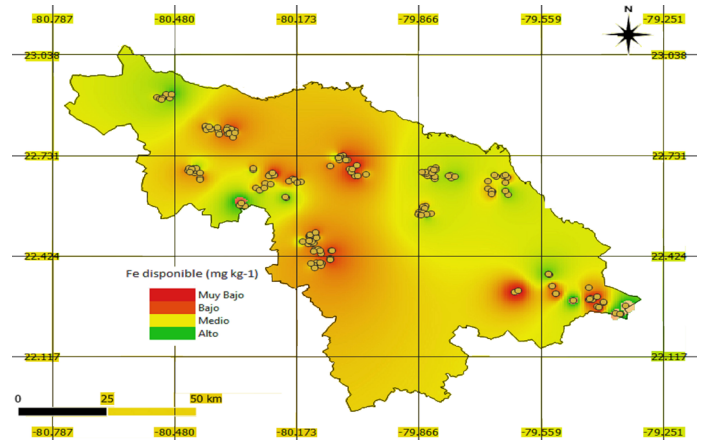 -80.787 -80.480 -80.173 -79.866 -79.559 -79.251
N
23.038 23.038
22.731 22.731
22.424 22.424
Fe disponible (mg kg-1)
Muy Bajo
Bajo
Medio
Alto
22.117 22.117
0 25 50 km
-80.787 -80.480 -80.173 -79.866 -79.559 -79.251